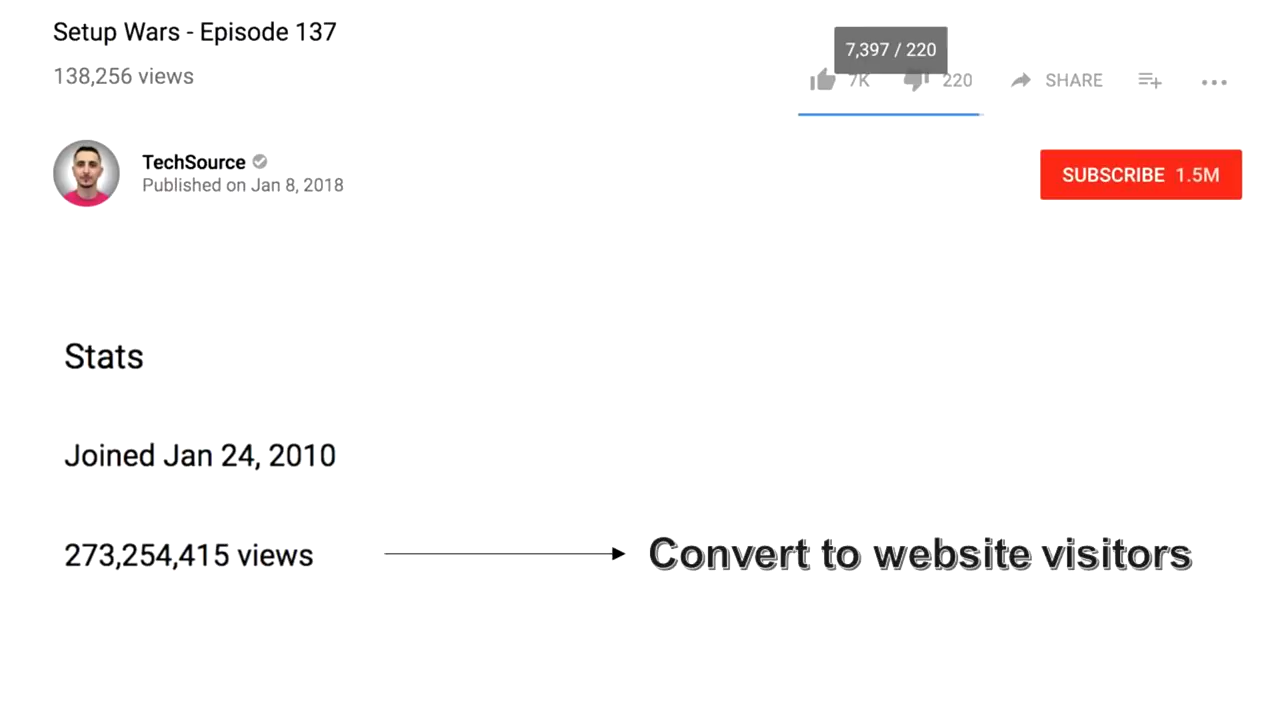 Setup Wars - Episode 137
138,256 views
7,397 / 220
7K 220 SHARE
TechSource
Published on Jan 8, 2018
SUBSCRIBE 1.5M
Stats
Joined Jan 24, 2010
273,254,415 views
Convert to website visitors